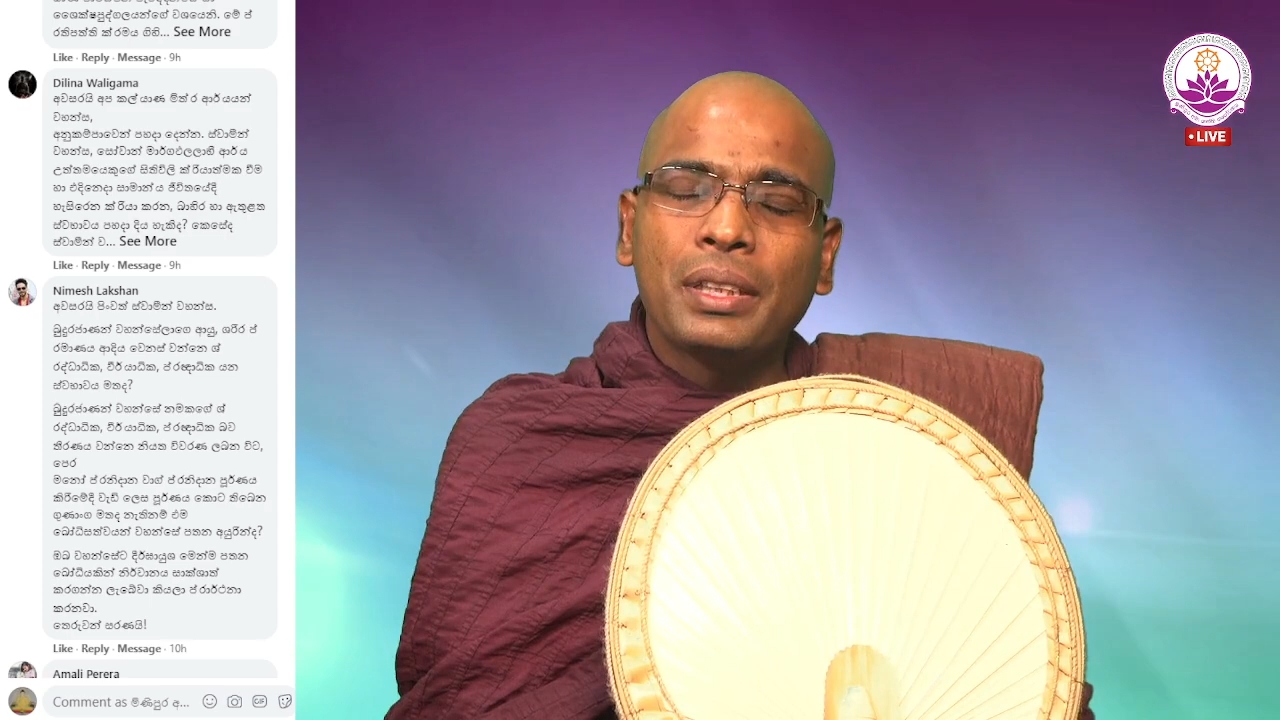 ශෛක්ෂපුද්ගලයන්ගේ වශයෙනි. මේ ප්
රතිපත්ති ක්රමය ගිහි... See More
Like · Reply · Message · 9h
Dilina Waligama
අවසරයි අප කල්යාණ මිත්ර ආර්යයන්
වහන්ස,
අනුකම්පාවෙන් පහදා දෙන්න. ස්වාමින්
වහන්ස, සෝවාන් මාර්ගඵලලාභි ආර්ය
උත්තමයෙකුගේ සිතිවිලි ක්රියාත්මක වීම
හා එදිනෙදා සාමාන්ය ජීවිතයේදී
හැසිරෙන ක්රියා කරන, බාහිර හා ඇතුළත
ස්වභාවය පහදා දිය හැකිද? කෙසේද
ස්වාමින් ව... See More
Like · Reply · Message · 9h
Nimesh Lakshan
අවසරයි පිංවත් ස්වාමින් වහන්ස.
බුදුරජාණන් වහන්සේලාගෙ ආයු, ශරීර ප්
රමාණය ආදිය වෙනස් වන්නෙ ශ්
රද්ධාධික, වීර්යාධික, ප්රඥාධික යන
ස්වභාවය මතද?
බුදුරජාණන් වහන්සේ නමකගේ ශ්
රද්ධාධික, වීර්යාධික, ප්රඥාධික බව
තීරණය වන්නෙ නියත විවරණ ලබන විට,
පෙර
මනෝ ප්රනිදාන වාග් ප්රනිදාන පූර්ණය
කිරීමේදී වැඩි ලෙස පූර්ණය කොට තිබෙන
ගුණාංග මතද නැතිනම් එම
බෝධිසත්වයන් වහන්සේ පතන අයුරින්ද?
ඔබ වහන්සේට දිර්ඝායුශ මෙන්ම පතන
බෝධියකින් නිර්වානය සාක්ශාත්
කරගන්න ලැබේවා කියලා ප්රාර්ථනා
කරනවා.
තෙරුවන් සරණයි!
Like · Reply · Message · 10h
Amali Perera
Comment as මිණිපුර අ...
GIF
LIVE